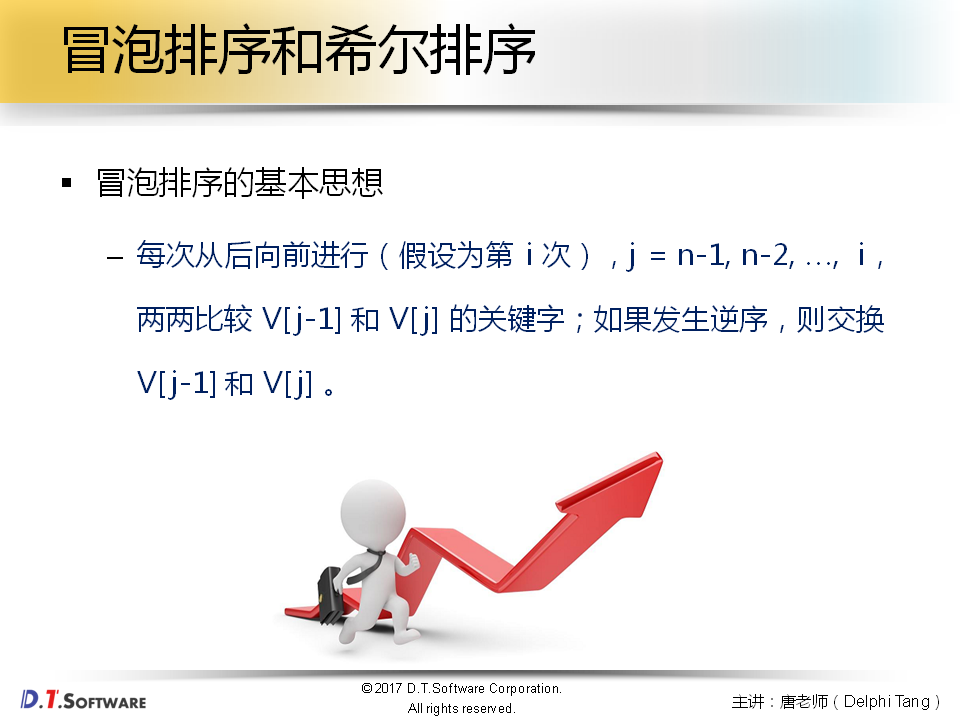 冒泡排序和希尔排序
▪ 冒泡排序的基本思想
– 每次从后向前进行（假设为第 i 次），j = n-1, n-2, …, i，
两两比较 V[j-1] 和 V[j] 的关键字；如果发生逆序，则交换
V[j-1] 和 V[j] 。
D.T.SOFTWARE
©2017 D.T.Software Corporation.
All rights reserved.
主讲：唐老师（Delphi Tang）